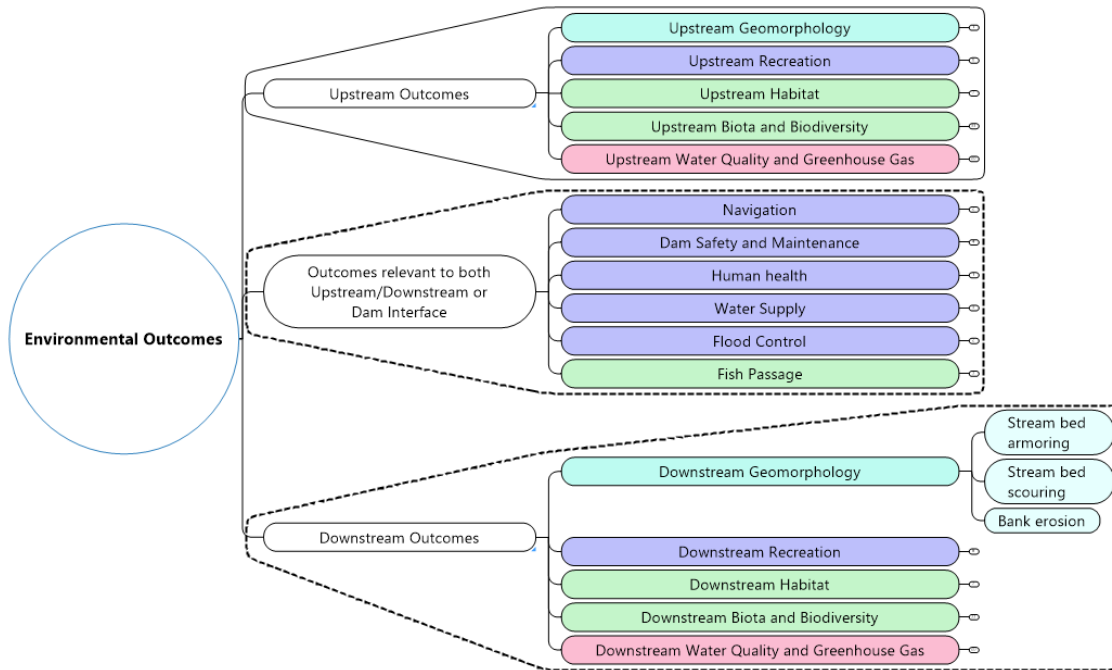 Upstream Geomorphology
Upstream Recreation
Upstream Outcomes
Upstream Habitat
Upstream Biota and Biodiversity
Upstream Water Quality and Greenhouse Gas
Navigation
Dam Safety and Maintenance
Outcomes relevant to both
Upstream/Downstream or
Dam Interface
Human health
Water Supply
Flood Control
Fish Passage
Environmental Outcomes
Stream bed
armoring
Downstream Geomorphology
Stream bed
scouring
Bank erosion
Downstream Outcomes
Downstream Recreation
Downstream Habitat
Downstream Biota and Biodiversity
Downstream Water Quality and Greenhouse Gas